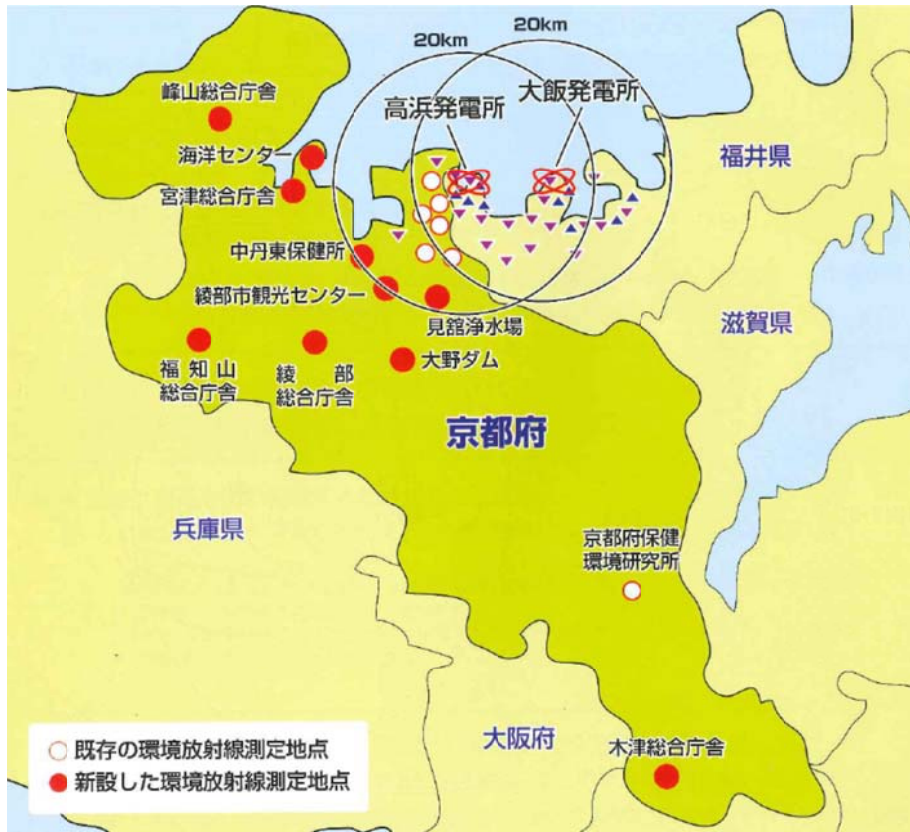 20km
20km
大飯発電所
高浜発電所
峰山総合庁舎
海洋センター
宮津総合庁舎
福井県
中丹東保健所
綾部市観光センター
見舘浄水場
滋賀県
福知山
総合庁舎
綾部
総合庁舎
大野ダム
京都府
兵庫県
京都府保健
環境研究所
大阪府
木津総合庁舎
既存の環境放射線測定地点
新設した環境放射線測定地点